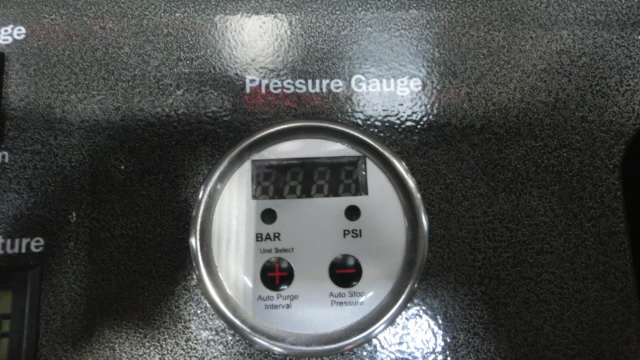 ge
Pressure Gauge
n
ture
BAR
PSI
Unit Select
+
−
Auto Purge
Interval
Auto Stop
Pressure